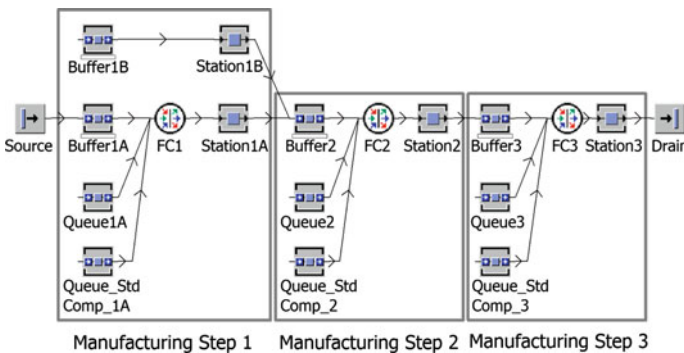 Buffer1B
Station1B
Source
Buffer1A
FC1
Station1A
Buffer2
FC2
Station2
Buffer3
FC3
Station3
Drain
Queue1A
Queue2
Queue3
Queue_Std
Comp_1A
Queue_Std
Comp_2
Queue_Std
Comp_3
Manufacturing Step 1
Manufacturing Step 2
Manufacturing Step 3